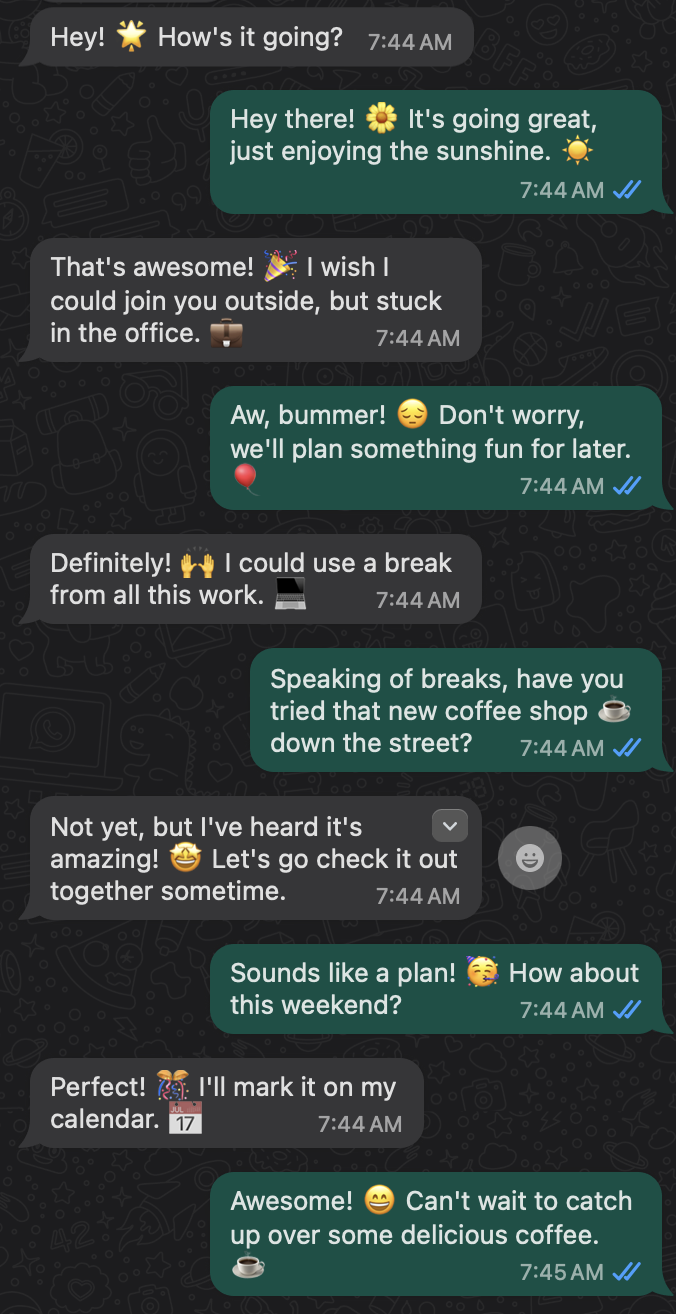 Hey! 🌟 How's it going? 7:44 AM
Hey there! 🌼 It's going great,
just enjoying the sunshine. ☀️
7:44 AM
That's awesome! 🎉 I wish I
could join you outside, but stuck
in the office. 💼 7:44 AM
Aw, bummer! 😔 Don't worry,
we'll plan something fun for later.
🎈 7:44 AM
Definitely! 🙌 I could use a break
from all this work. 💻 7:44 AM
Speaking of breaks, have you
tried that new coffee shop ☕
down the street? 7:44 AM
Not yet, but I've heard it's
amazing! 🤩 Let's go check it out
together sometime. 7:44 AM
Sounds like a plan! 🥳 How about
this weekend? 7:44 AM
Perfect! 🎊 I'll mark it on my
calendar. 📅 7:44 AM
Awesome! 😄 Can't wait to catch
up over some delicious coffee.
☕ 7:45 AM